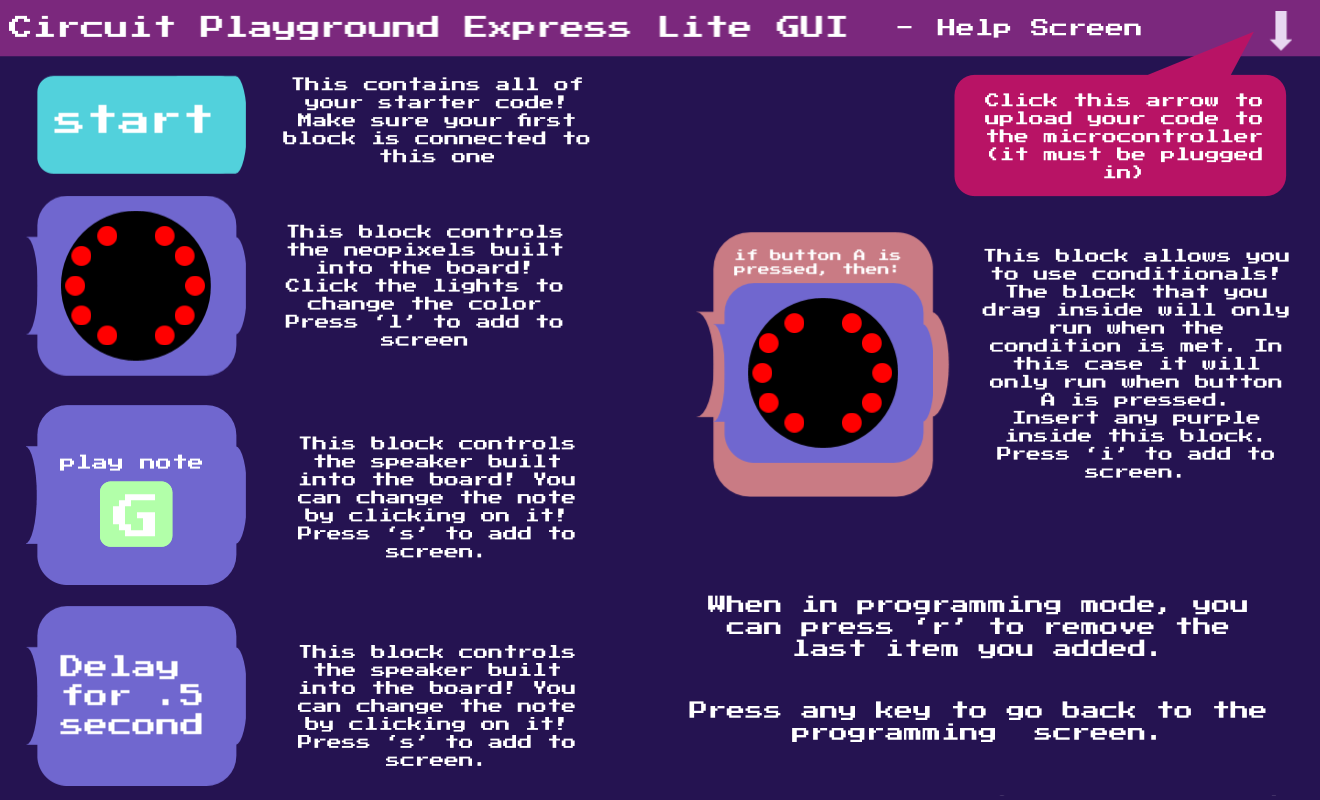 Circuit Playground Express Lite GUI - Help Screen
start
This contains all of
your starter code!
Make sure your first
block is connected to
this one
Click this arrow to
upload your code to
the microcontroller
(it must be plugged
in)
This block controls
the neopixels built
into the board!
Click the lights to
change the color
Press ‘l’ to add to
screen
if button A is
pressed, then:
This block allows you
to use conditionals!
The block that you
drag inside will only
run when the
condition is met. In
this case it will
only run when button
A is pressed.
Insert any purple
inside this block.
Press ‘i’ to add to
screen.
play note
G
This block controls
the speaker built
into the board! You
can change the note
by clicking on it!
Press ‘s’ to add to
screen.
Delay
for .5
second
This block controls
the speaker built
into the board! You
can change the note
by clicking on it!
Press ‘s’ to add to
screen.
When in programming mode, you
can press ‘r’ to remove the
last item you added.
Press any key to go back to the
programming screen.